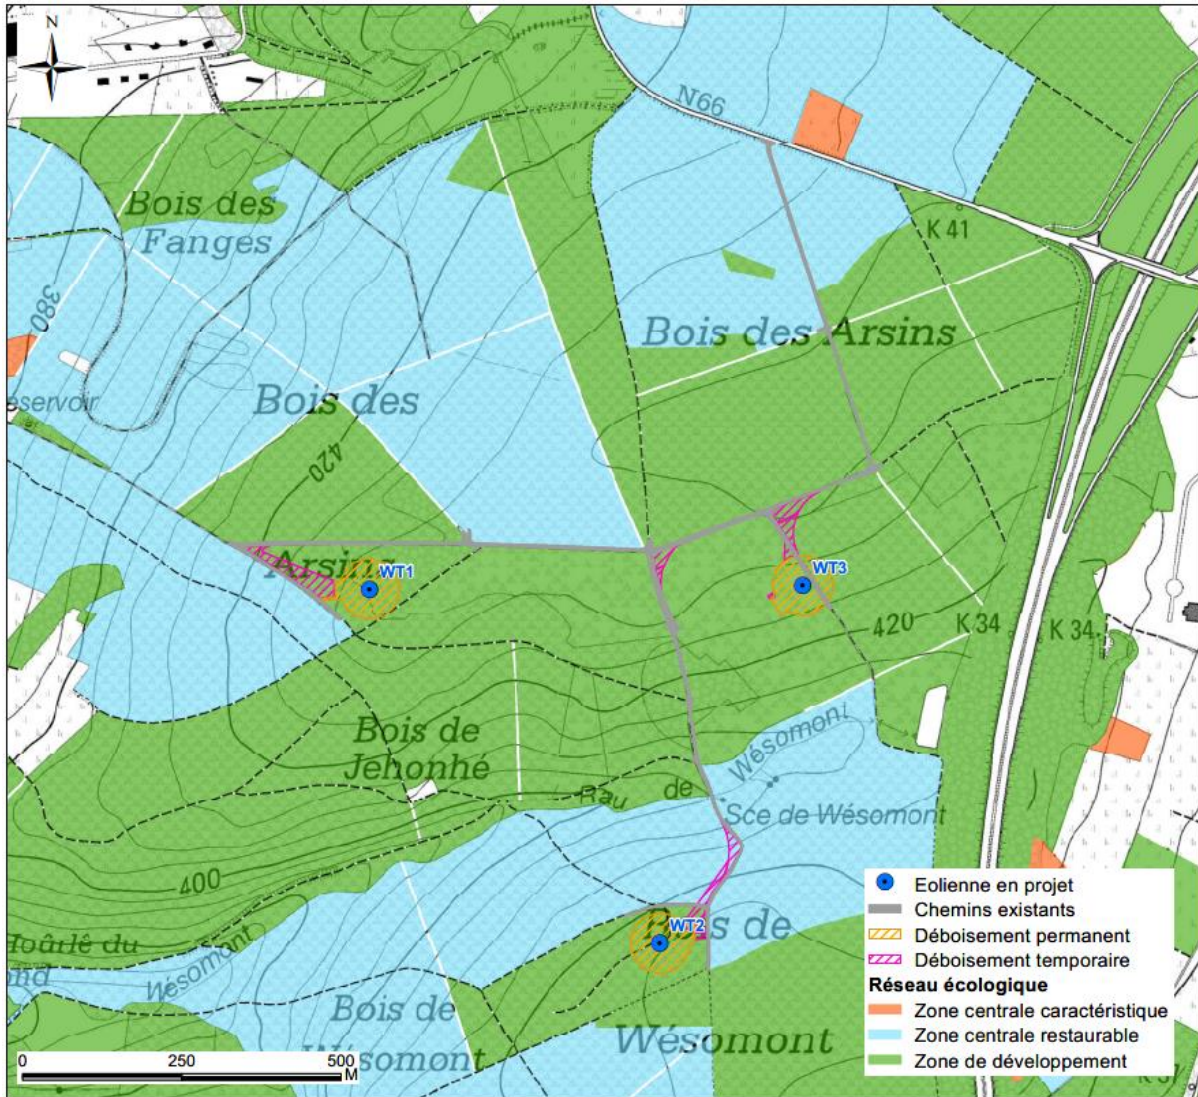 N
N66
Bois des
Fanges
K 41
380
Bois des Arsins
Bois des
420
Arsins
WT1
WT3
420
K 34
K 34
Bois de
Jehonhé
Wésomont
Rau de
Sce de Wésomont
400
WT2
Bois de
Wésomont
Bois de
Wésomont
Wésomont
0 250 500
M
Eolienne en projet
Chemins existants
Déboisement permanent
Déboisement temporaire
Réseau écologique
Zone centrale caractéristique
Zone centrale restaurable
Zone de développement